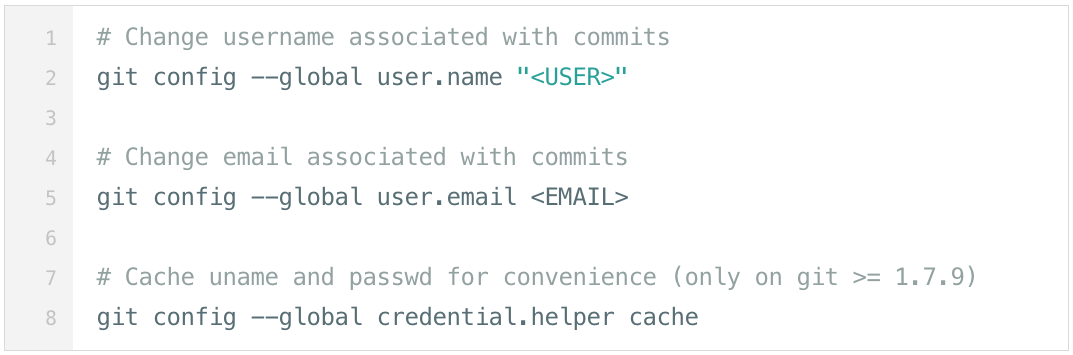 1 # Change username associated with commits
2 git config --global user.name "<USER>"
3
4 # Change email associated with commits
5 git config --global user.email <EMAIL>
6
7 # Cache uname and passwd for convenience (only on git >= 1.7.9)
8 git config --global credential.helper cache